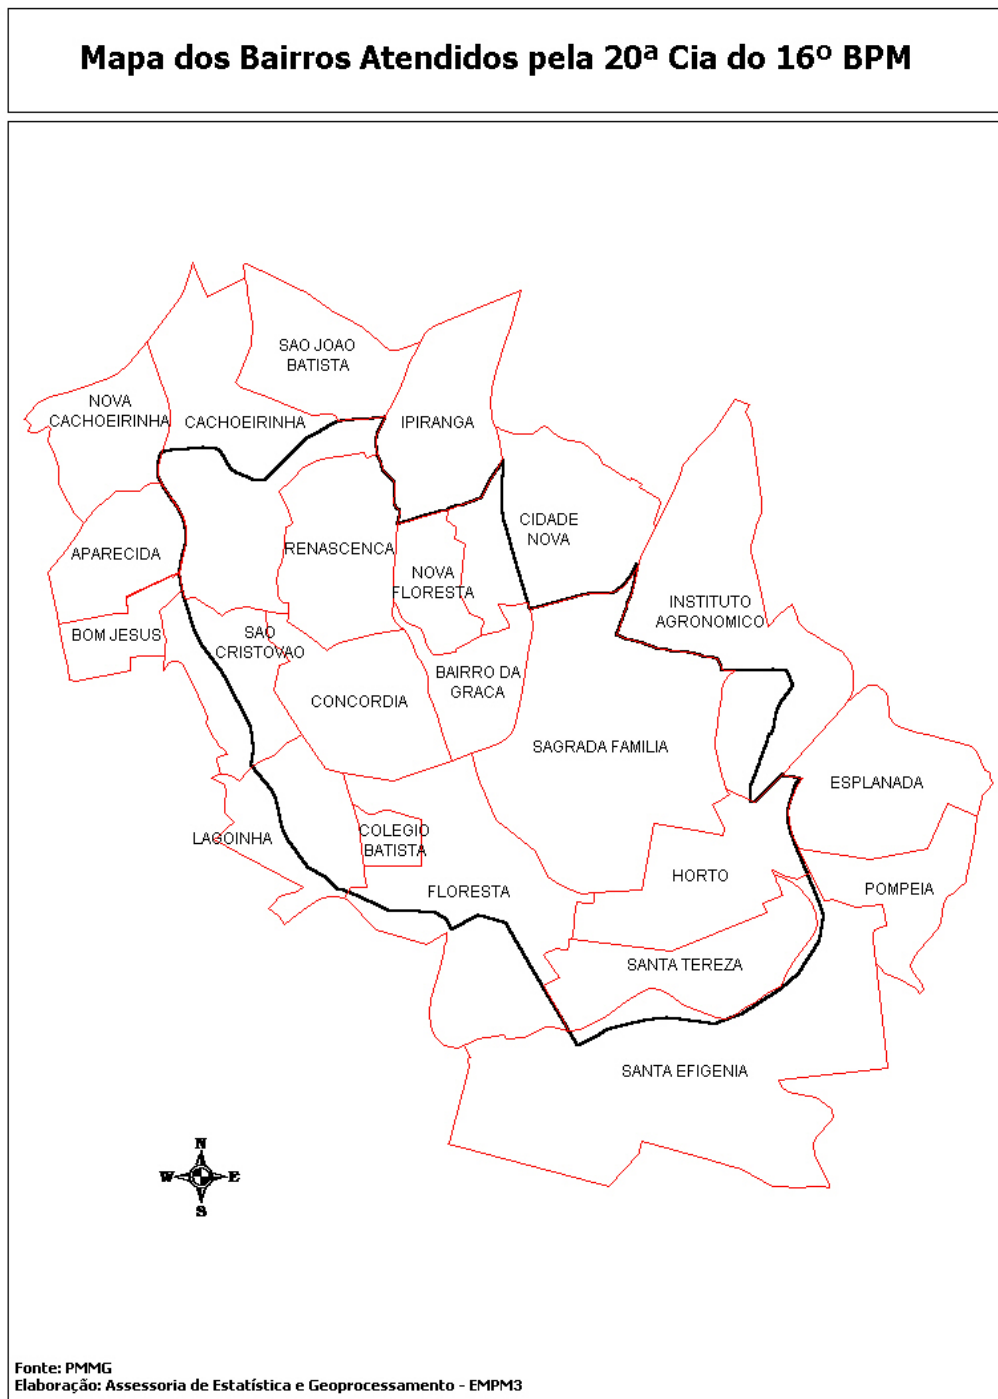 Mapa dos Bairros Atendidos pela 20ª Cia do 16º BPM
SAO JOAO
BATISTA
NOVA
CACHOEIRINHA
CACHOEIRINHA
IPIRANGA
CIDADE
NOVA
APARECIDA
RENASCENCA
NOVA
FLORESTA
INSTITUTO
AGRONOMICO
BOM JESUS
SAO
CRISTOVAO
BAIRRO DA
GRACA
CONCORDIA
SAGRADA FAMILIA
ESPLANADA
LAGOINHA
COLEGIO
BATISTA
FLORESTA
HORTO
POMPEIA
SANTA TEREZA
SANTA EFIGENIA
N
W E
S
Fonte: PMMG
Elaboração: Assessoria de Estatística e Geoprocessamento - EMPM3